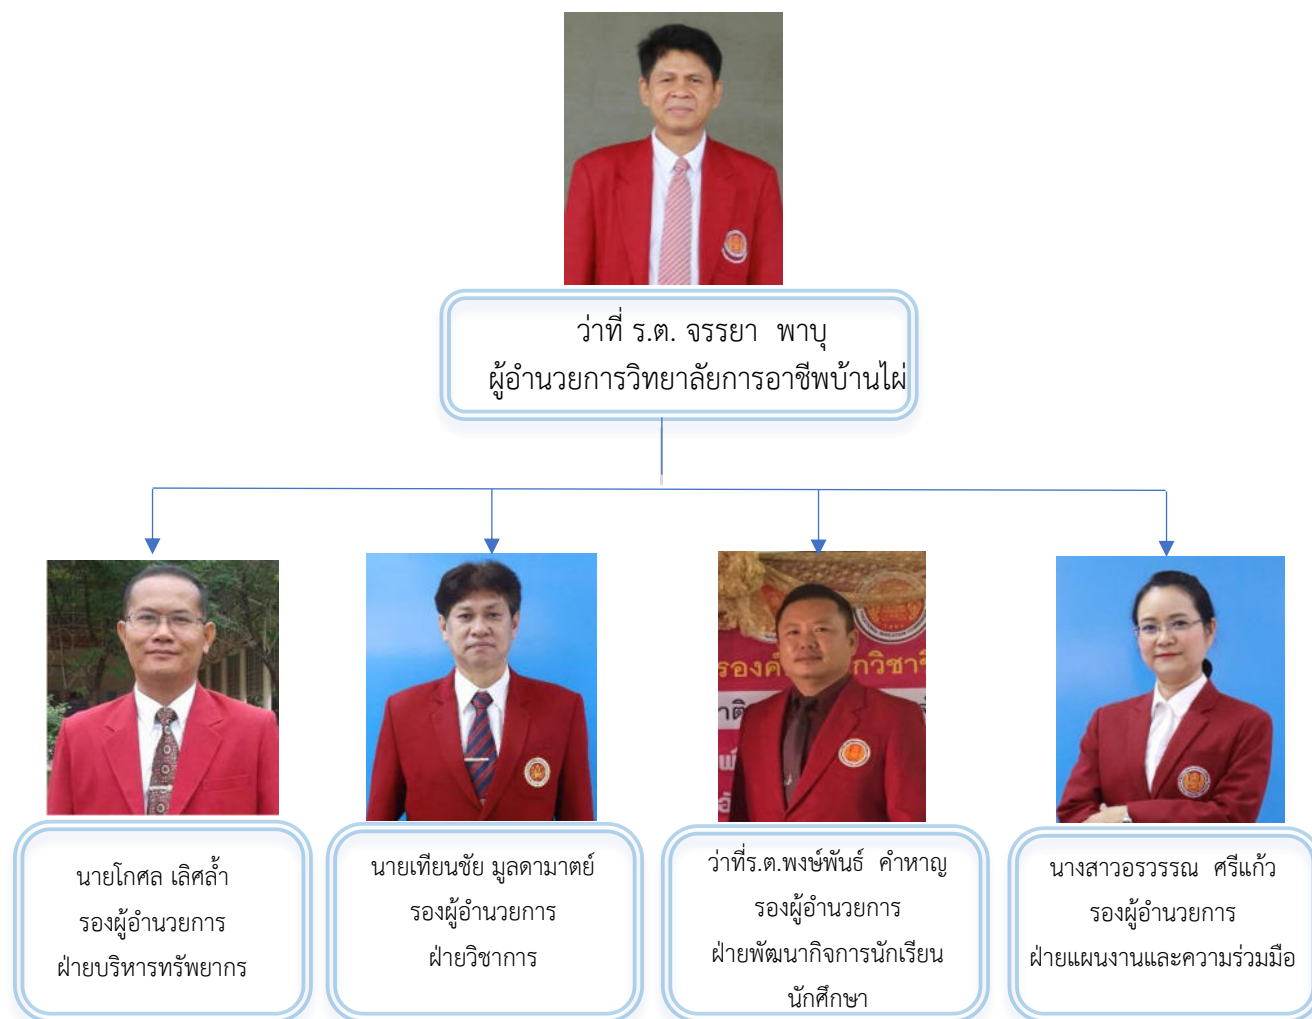 ว่าที่ ร.ต. จรรยา พาบุ
ผู้อำนวยการวิทยาลัยการอาชีพบ้านไผ่
รองค์
กวิชาชี
าติ
นายโกศล เลิศล้ำ
รองผู้อำนวยการ
ฝ่ายบริหารทรัพยากร
นายเทียนชัย มูลดามาตย์
รองผู้อำนวยการ
ฝ่ายวิชาการ
ว่าที่ร.ต.พงษ์พันธ์ คำหาญ
รองผู้อำนวยการ
ฝ่ายพัฒนากิจการนักเรียน
นักศึกษา
นางสาวอรวรรณ ศรีแก้ว
รองผู้อำนวยการ
ฝ่ายแผนงานและความร่วมมือ